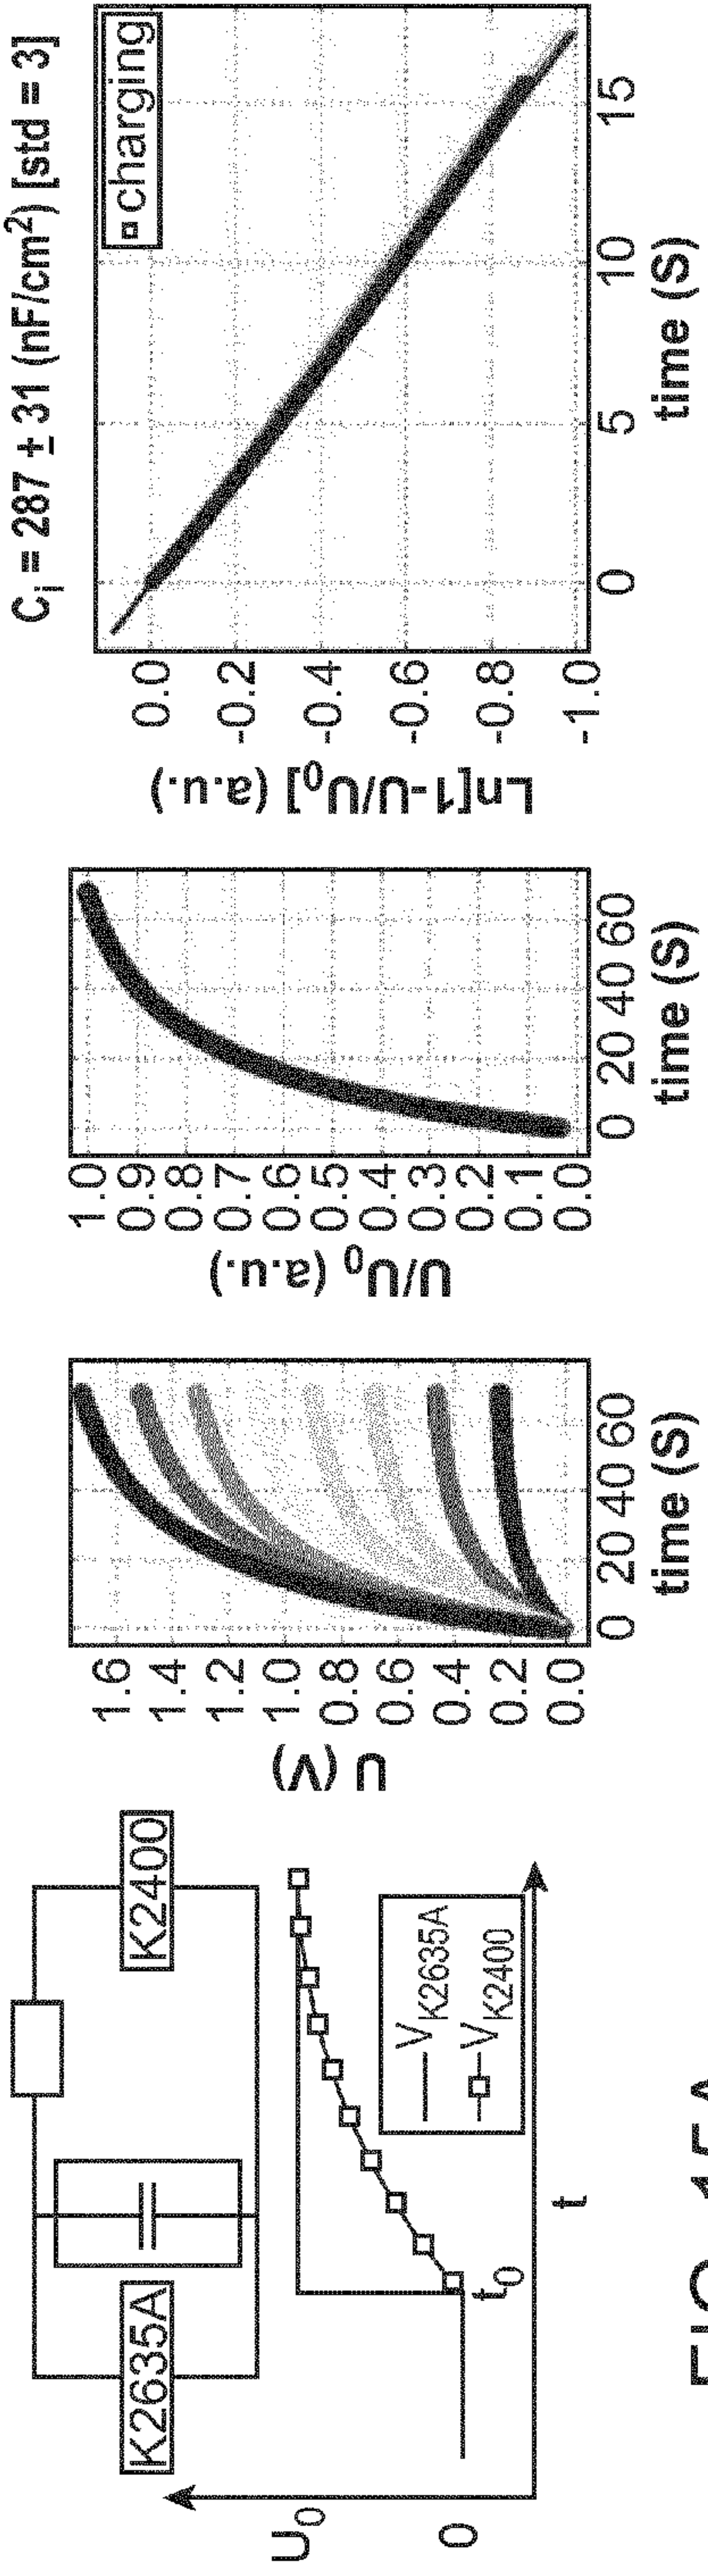 K2635A
K2400
U0
0
t0
t
VK2635A
VK2400
U (V)
1.6
1.4
1.2
1.0
0.8
0.6
0.4
0.2
0.0
0 20 40 60
time (S)
U/U0 (a.u.)
1.0
0.9
0.8
0.7
0.6
0.5
0.4
0.3
0.2
0.1
0.0
0 20 40 60
time (S)
Ci = 287 ± 31 (nF/cm²) [std = 3]
charging
Ln[1-U/U0] (a.u.)
0.0
-0.2
-0.4
-0.6
-0.8
-1.0
0 5 10 15
time (S)